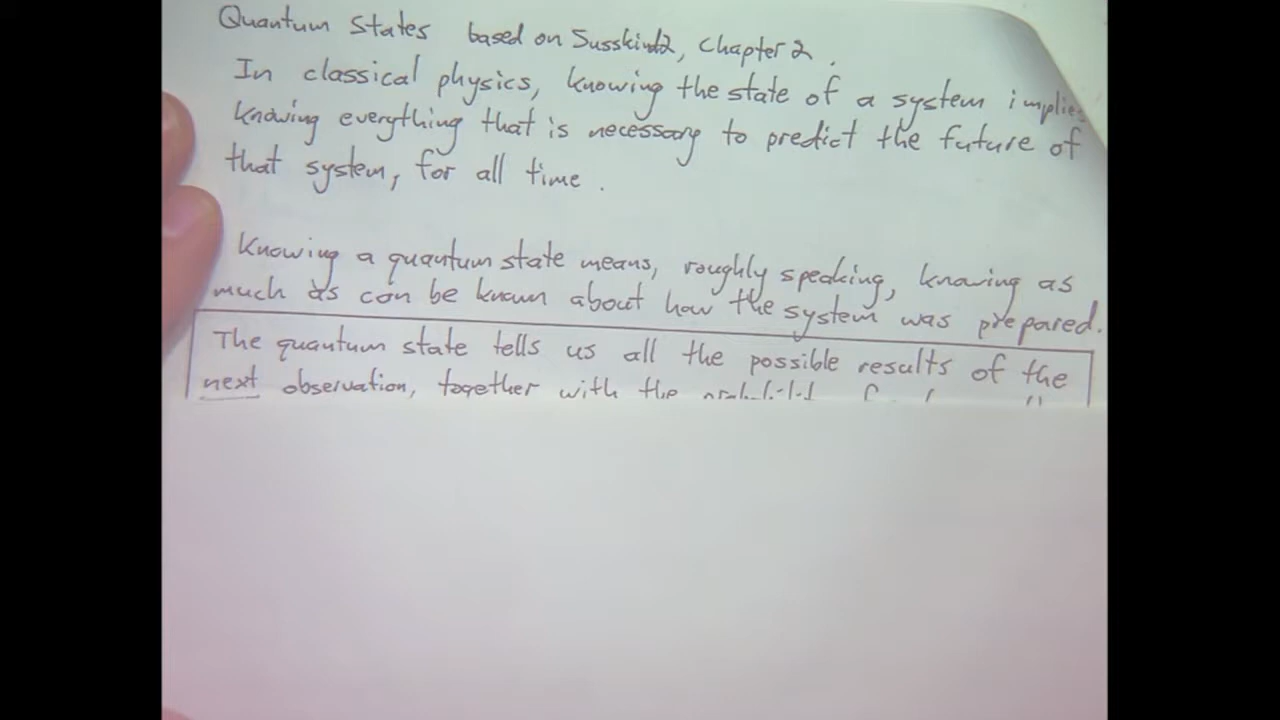 Quantum States based on Susskind2, Chapter 2.
In classical physics, knowing the state of a system implies
knowing everything that is necessary to predict the future of
that system, for all time.
Knowing a quantum state means, roughly speaking, knowing as
much as can be known about how the system was prepared.
The quantum state tells us all the possible results of the
next observation, together with the